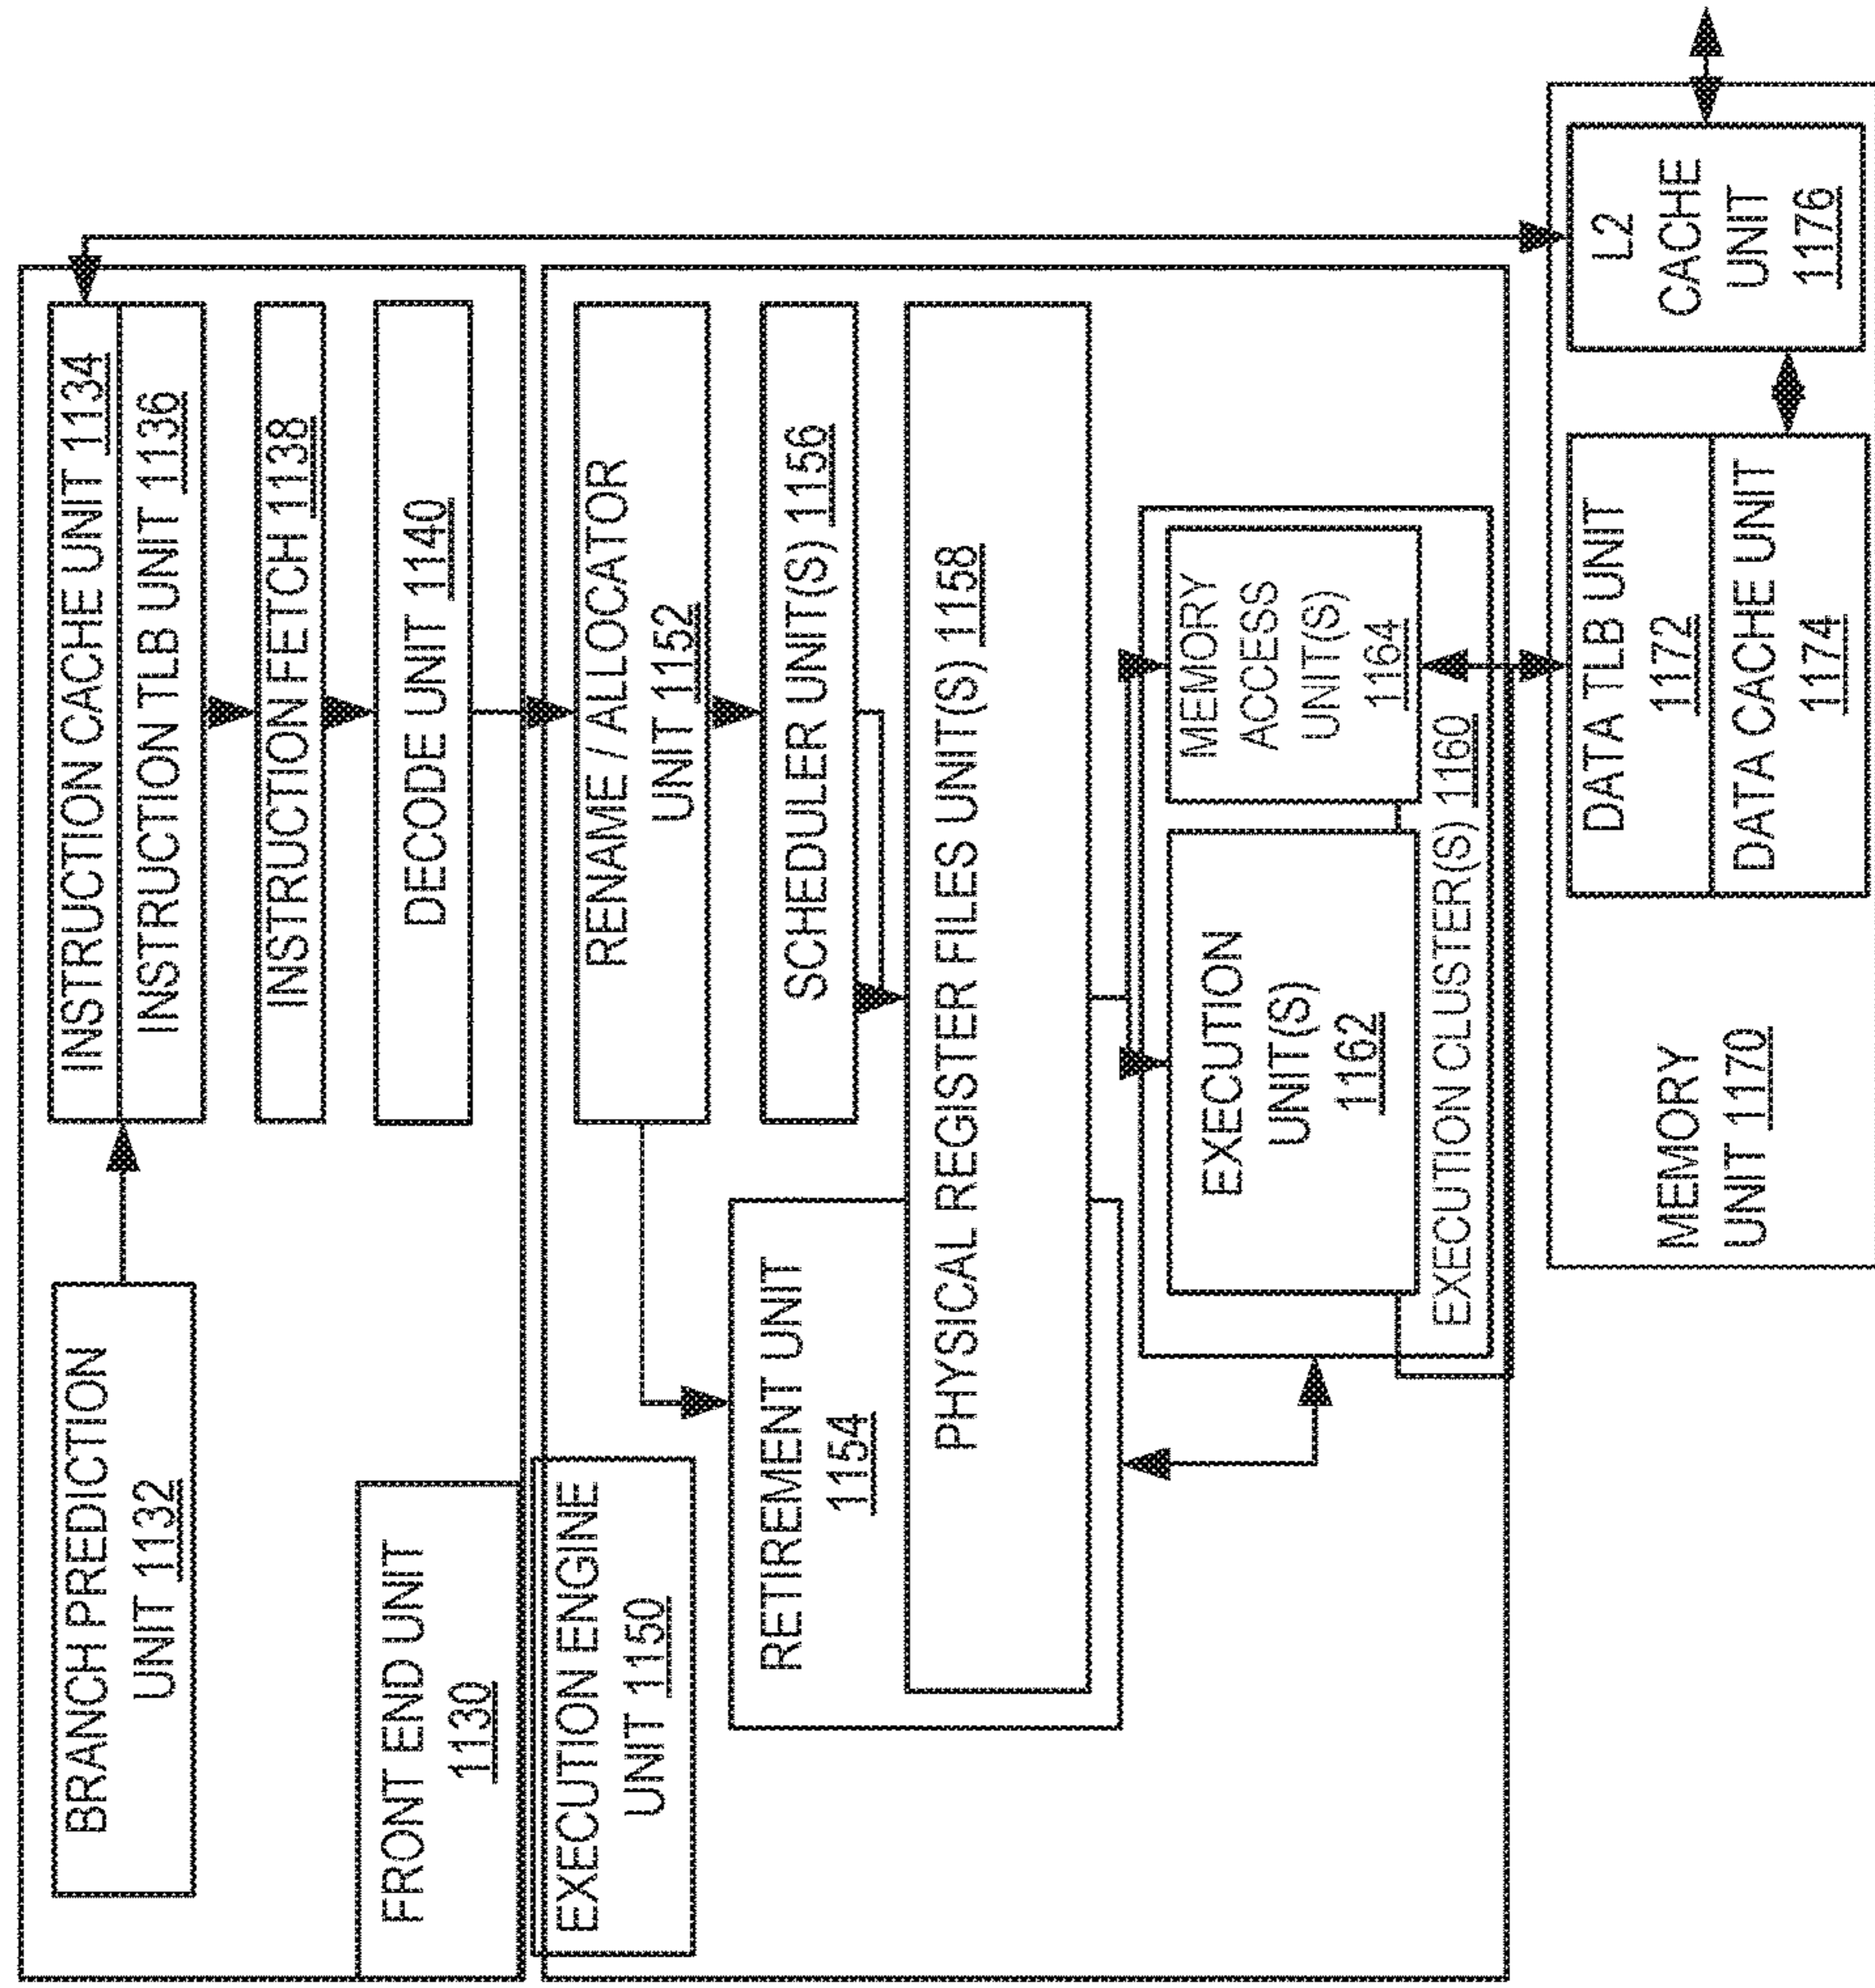 BRANCH PREDICTION
UNIT 1132
INSTRUCTION CACHE UNIT 1134
INSTRUCTION TLB UNIT 1136
INSTRUCTION FETCH 1138
DECODE UNIT 1140
FRONT END UNIT
1130
EXECUTION ENGINE
UNIT 1150
RENAME / ALLOCATOR
UNIT 1152
SCHEDULER UNIT(S) 1156
RETIREMENT UNIT
1154
PHYSICAL REGISTER FILES UNIT(S) 1158
EXECUTION
UNIT(S)
1162
MEMORY
ACCESS
UNIT(S)
1164
EXECUTION CLUSTER(S) 1160
MEMORY
UNIT 1170
DATA TLB UNIT
1172
DATA CACHE UNIT
1174
L2
CACHE
UNIT
1176